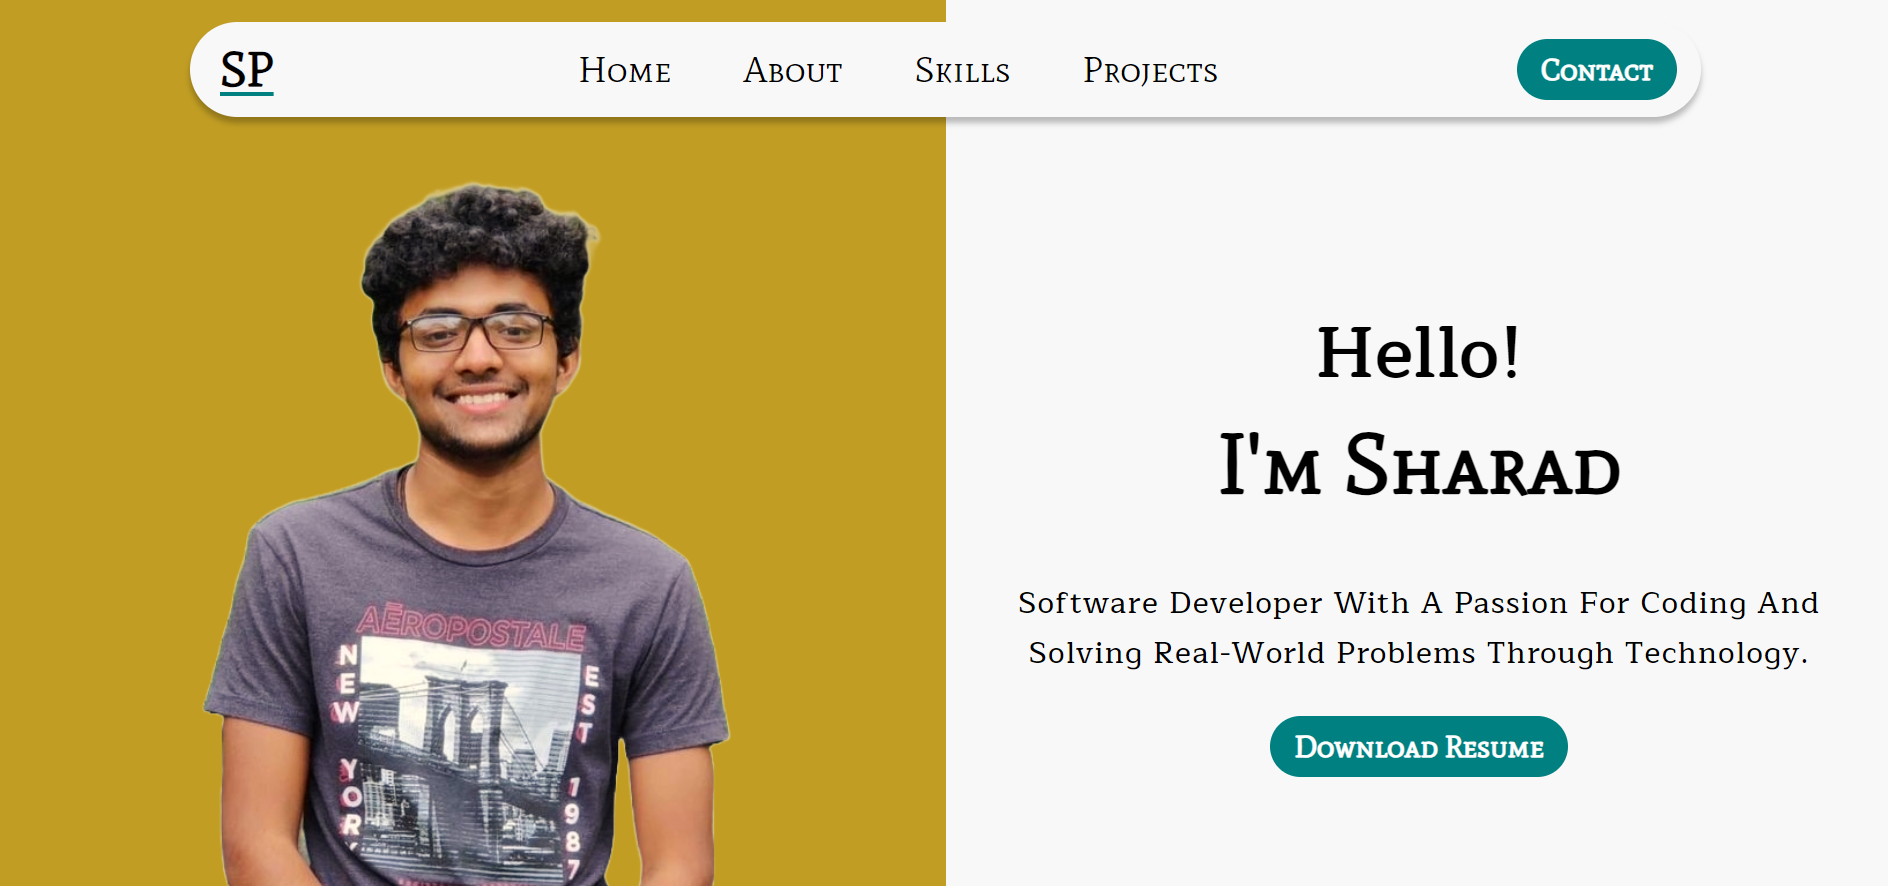 SP
Home About Skills Projects
Contact
Hello!
I'm Sharad
Software Developer With A Passion For Coding And
Solving Real-World Problems Through Technology.
Download Resume
AĒROPOSTALE
NEW YORK
EST 1987